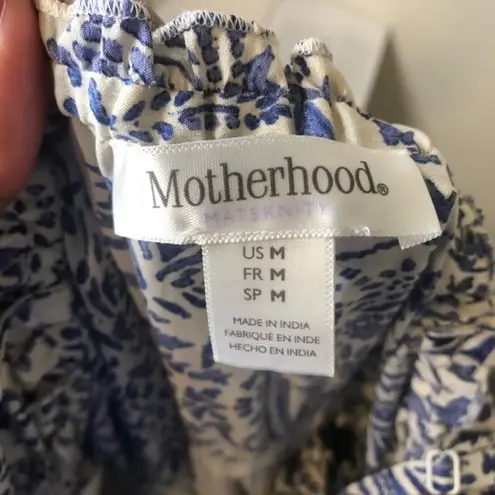 Motherhood®
MATERNITY
US M
FR M
SP M
MADE IN INDIA
FABRIQUÉ EN INDE
HECHO EN INDIA